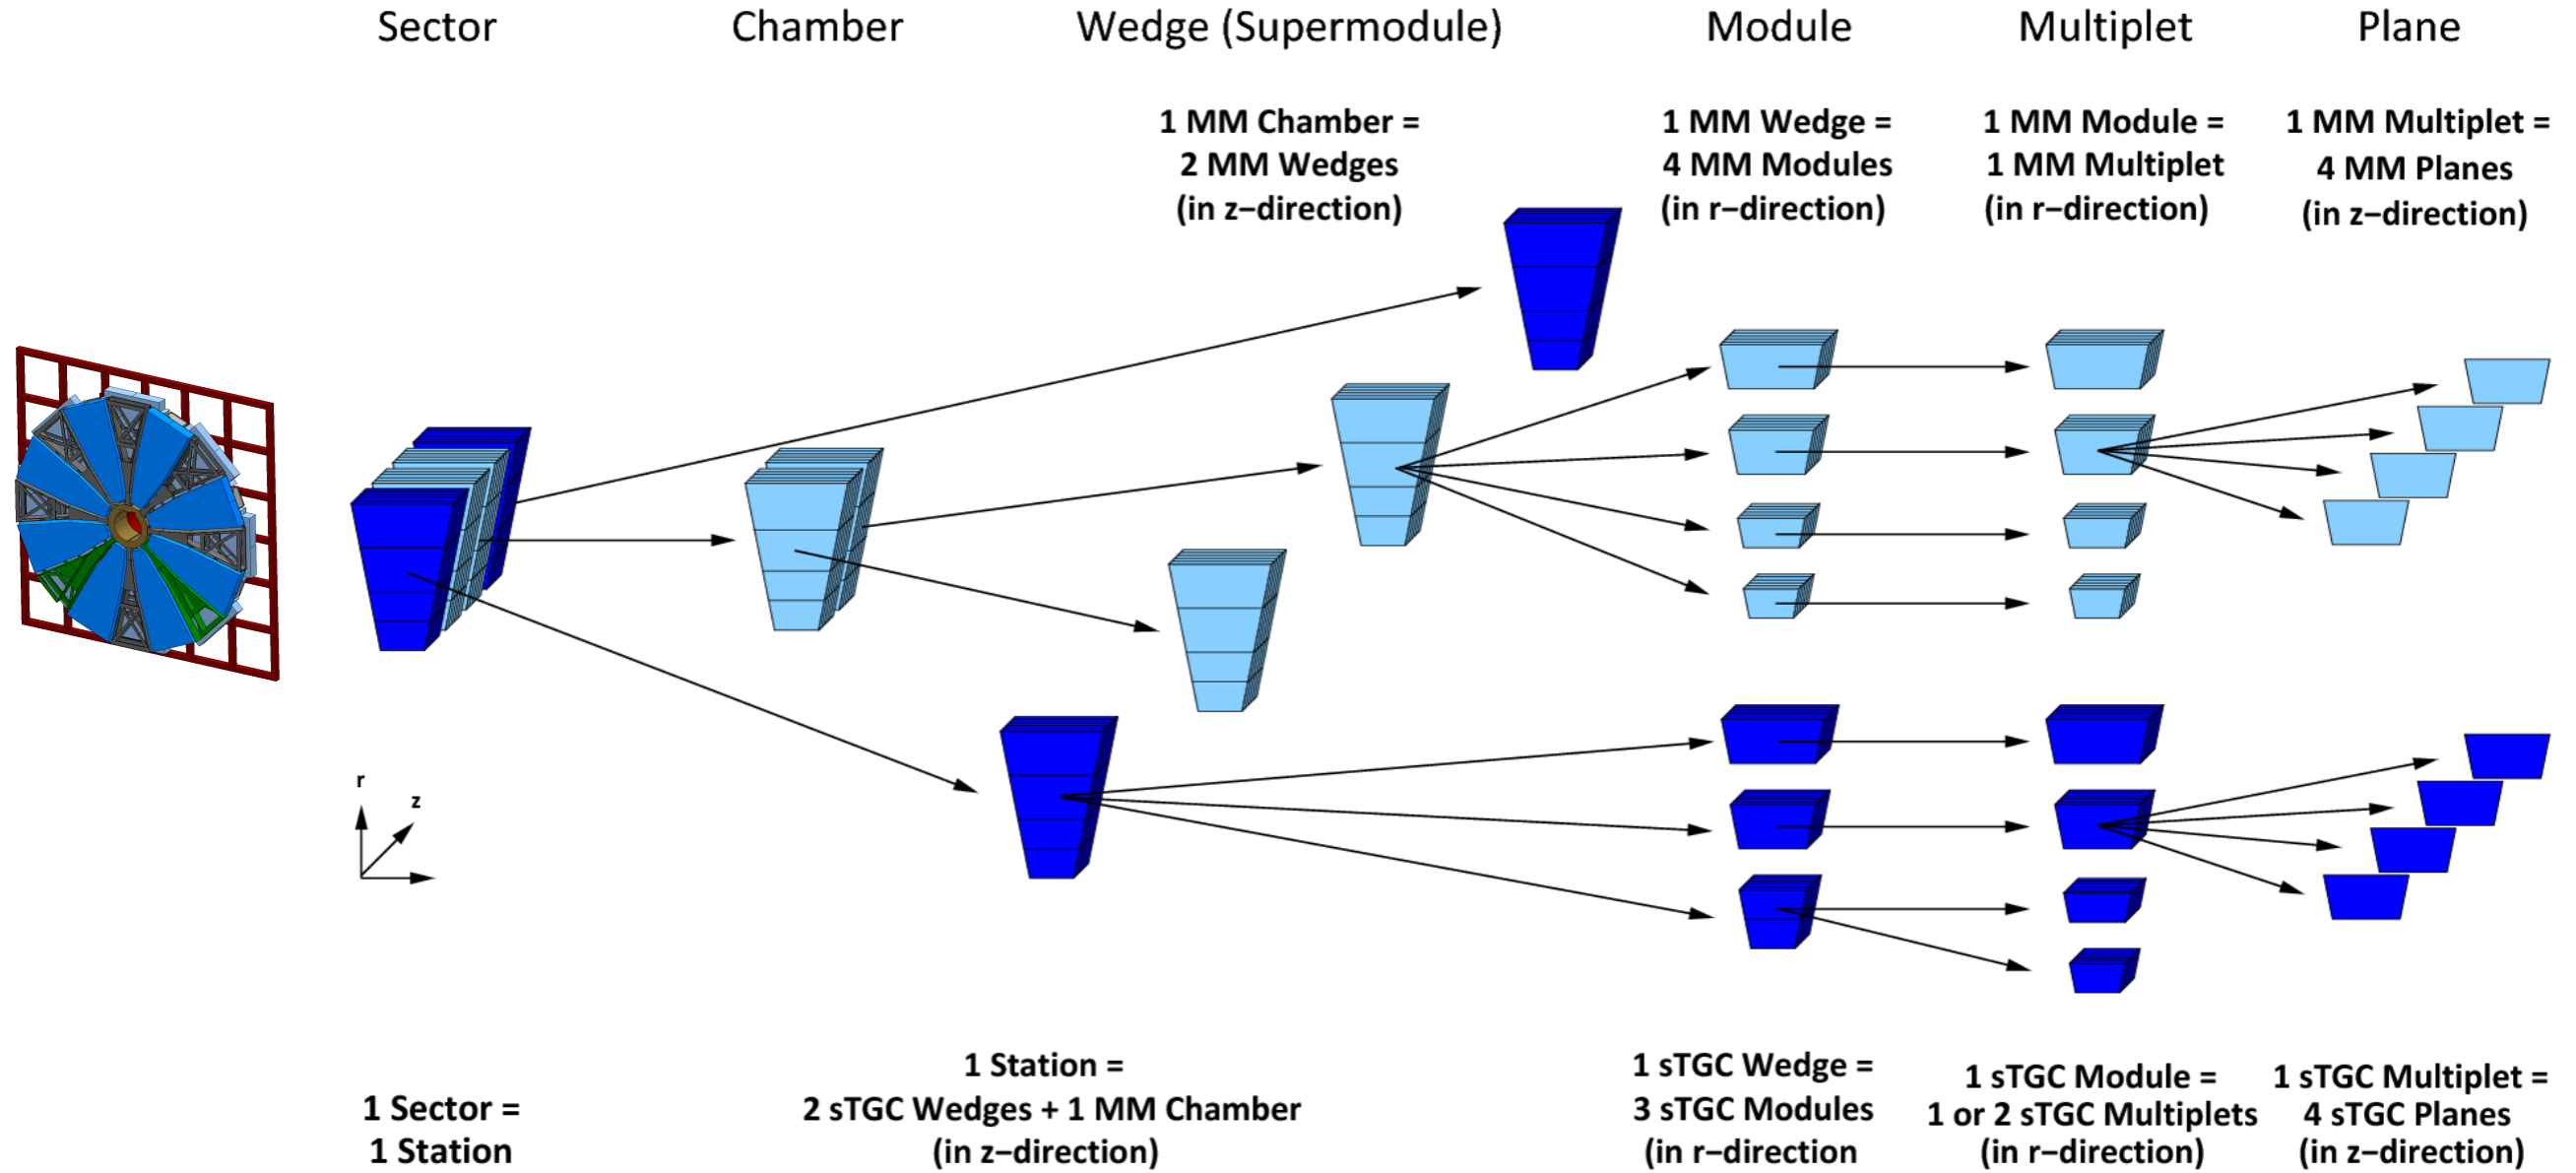 Sector
Chamber
Wedge (Supermodule)
Module
Multiplet
Plane
1 MM Chamber =
2 MM Wedges
(in z−direction)
1 MM Wedge =
4 MM Modules
(in r−direction)
1 MM Module =
1 MM Multiplet
(in r−direction)
1 MM Multiplet =
4 MM Planes
(in z−direction)
r
z
1 Sector =
1 Station
1 Station =
2 sTGC Wedges + 1 MM Chamber
(in z−direction)
1 sTGC Wedge =
3 sTGC Modules
(in r−direction
1 sTGC Module =
1 or 2 sTGC Multiplets
(in r−direction)
1 sTGC Multiplet =
4 sTGC Planes
(in z−direction)